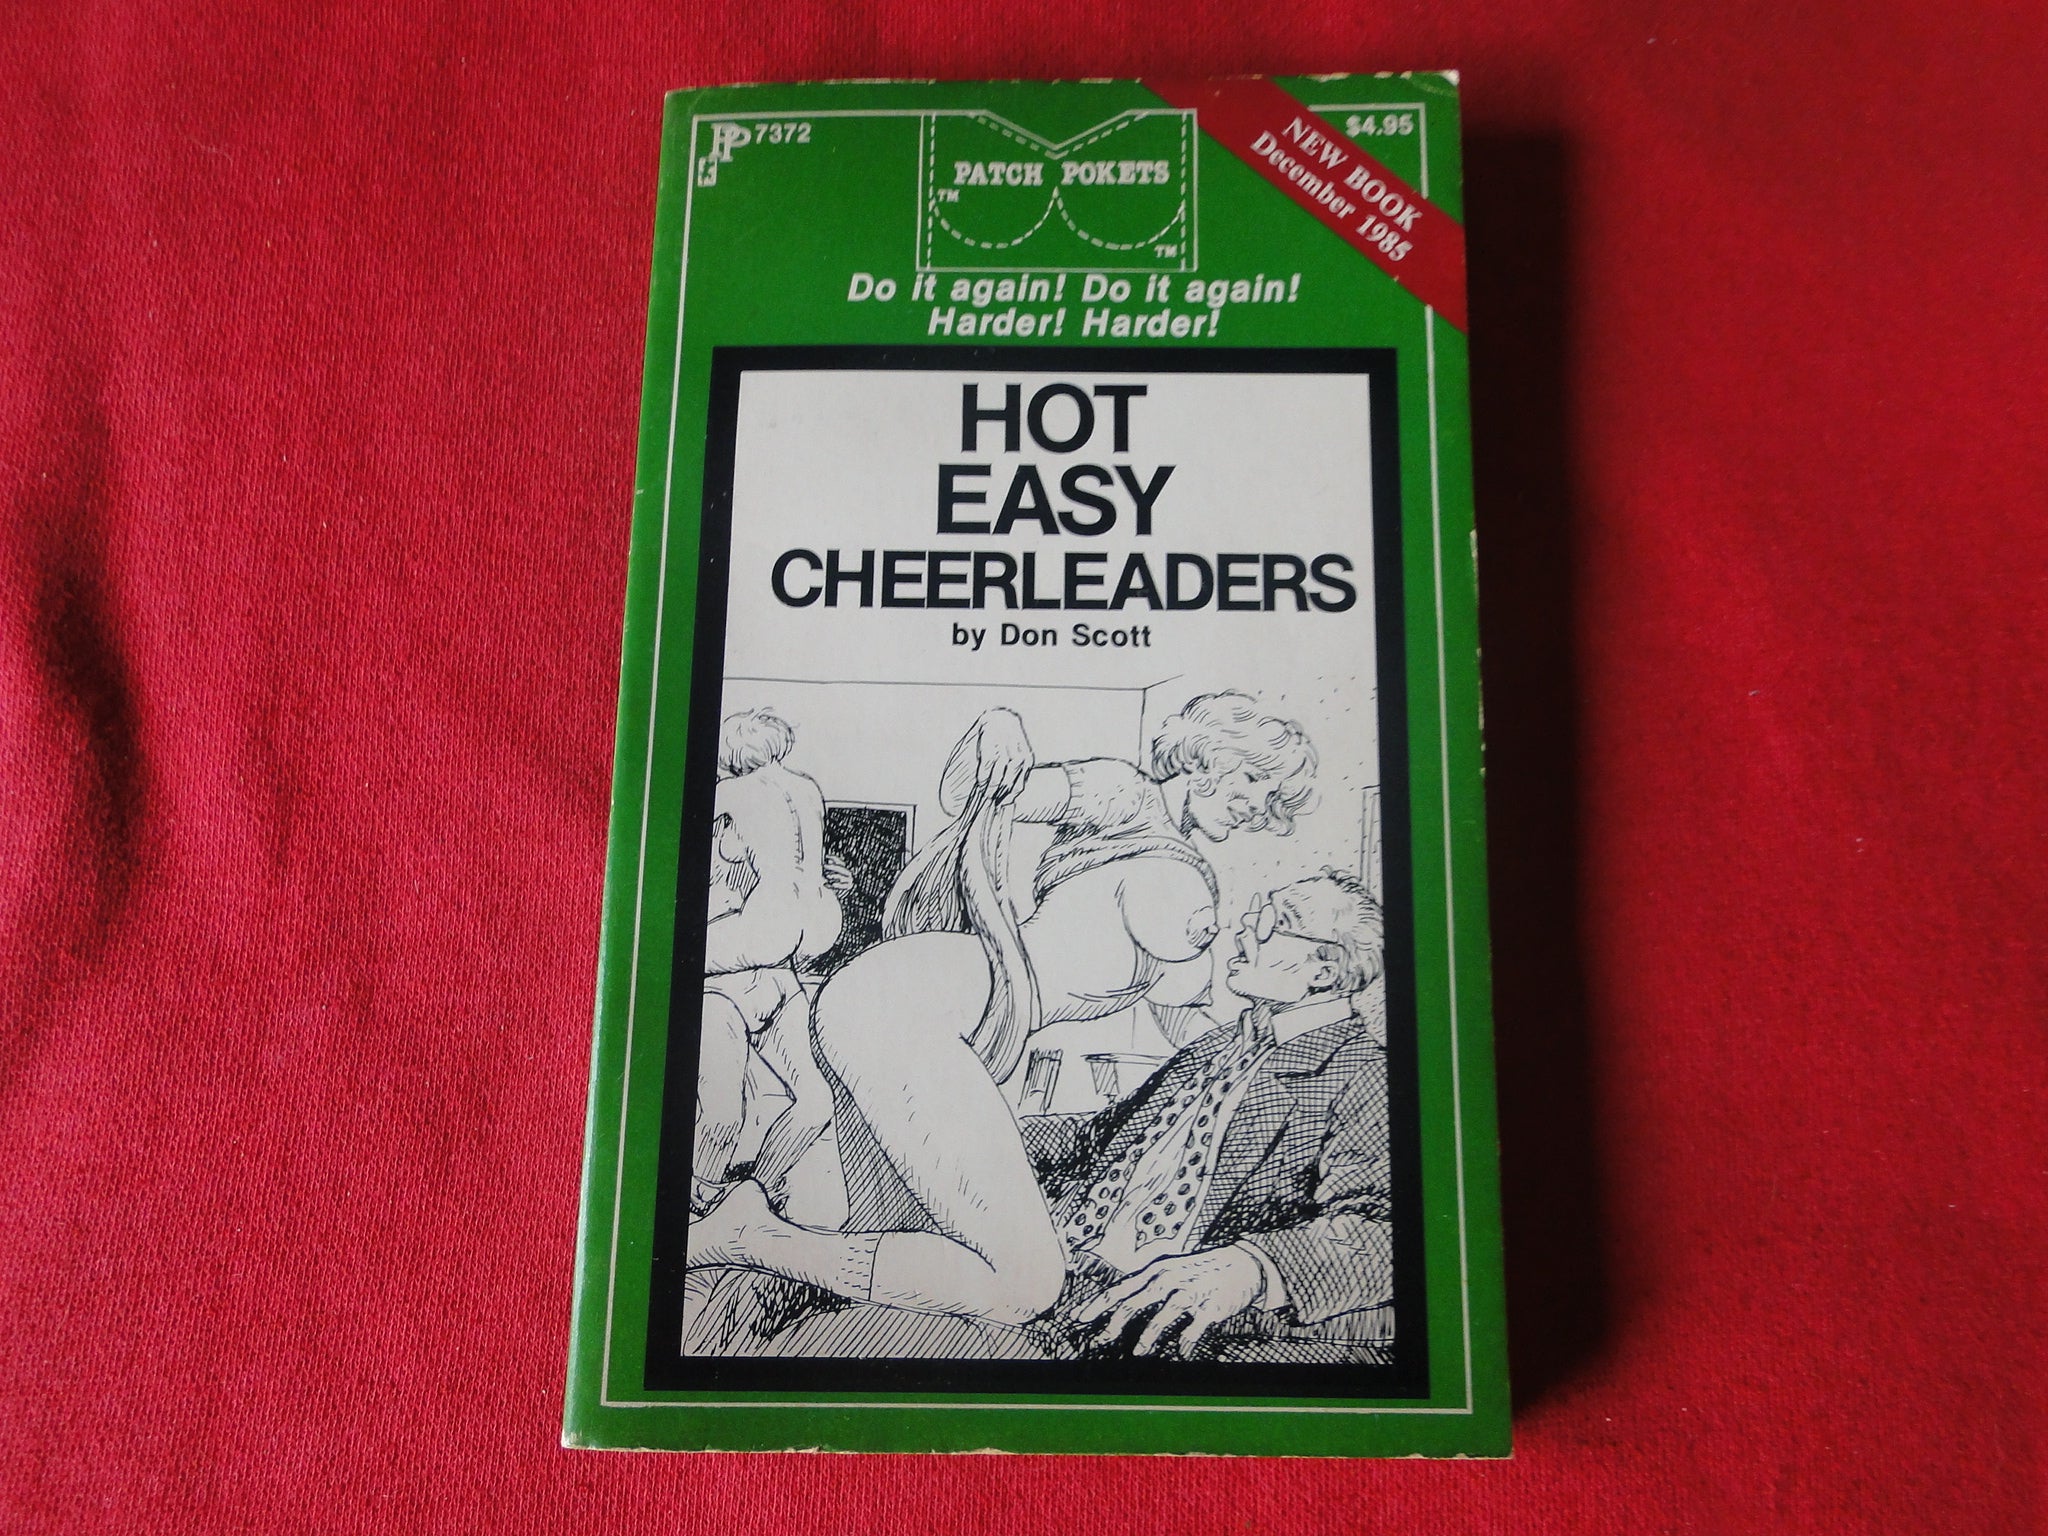 PP 7372
PATCH POKETS
TM
TM
$4.95
NEW BOOK
December 1985
Do it again! Do it again!
Harder! Harder!
HOT
EASY
CHEERLEADERS
by Don Scott